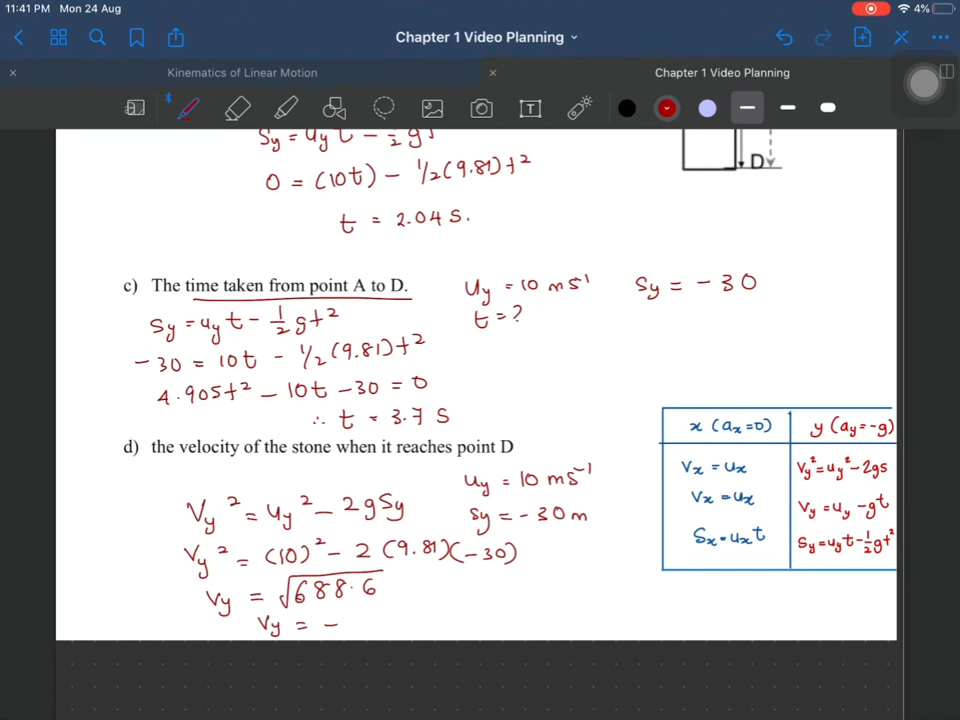 11:41 PM Mon 24 Aug
4%
Chapter 1 Video Planning
Kinematics of Linear Motion
Chapter 1 Video Planning
Sy = uyt − ½g
0 = (10t) − 1/2 (9.81)t²
t = 2.04 s.
D
c) The time taken from point A to D.
uy = 10 ms⁻¹
t = ?
Sy = −30
Sy = uyt − ½gt²
−30 = 10t − 1/2 (9.81)t²
4.905t² − 10t − 30 = 0
∴ t = 3.7 s
d) the velocity of the stone when it reaches point D
uy = 10 ms⁻¹
Sy = −30 m
Vy² = uy² − 2gSy
Vy² = (10)² − 2(9.81)(−30)
Vy = √688.6
Vy = −
x (ax=0) y (ay=-g)
Vx = ux Vy² = uy² − 2gs
Vx = ux Vy = uy − gt
Sx = uxt Sy = uyt − ½gt²